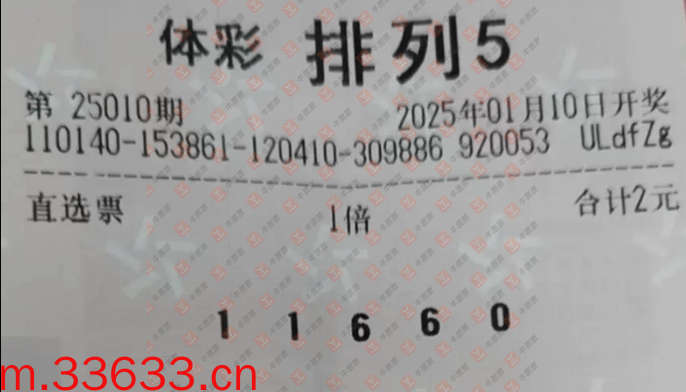 体彩 排列5
第 25010期 2025年01月10日开奖
110140-153861-120410-309886 920053 ULdfZg
直选票 1倍 合计2元
1 1 6 6 0
m.33633.cn